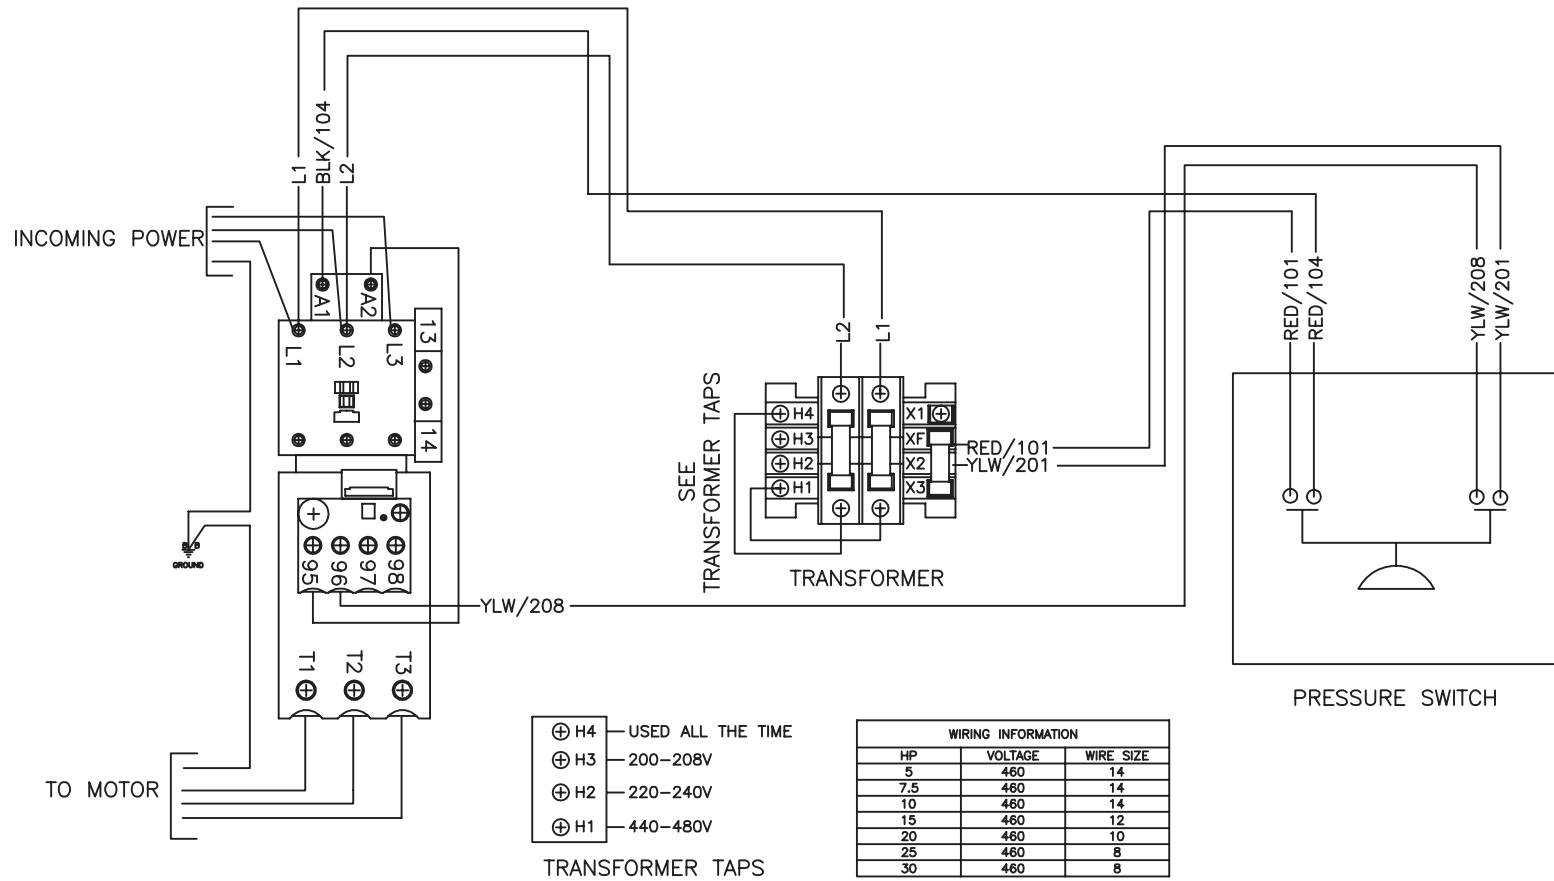 INCOMING POWER
L1
BLK/104
L2
A1
A2
L1
L2
L3
13
14
GROUND
95
96
97
98
YLW/208
T1
T2
T3
TO MOTOR
L2
L1
SEE
TRANSFORMER TAPS
H4
H3
H2
H1
X1
XF
X2
X3
RED/101
YLW/201
TRANSFORMER
RED/101
RED/104
YLW/208
YLW/201
PRESSURE SWITCH
H4 USED ALL THE TIME
H3 200-208V
H2 220-240V
H1 440-480V
TRANSFORMER TAPS
WIRING INFORMATION
HP VOLTAGE WIRE SIZE
5 460 14
7.5 460 14
10 460 14
15 460 12
20 460 10
25 460 8
30 460 8